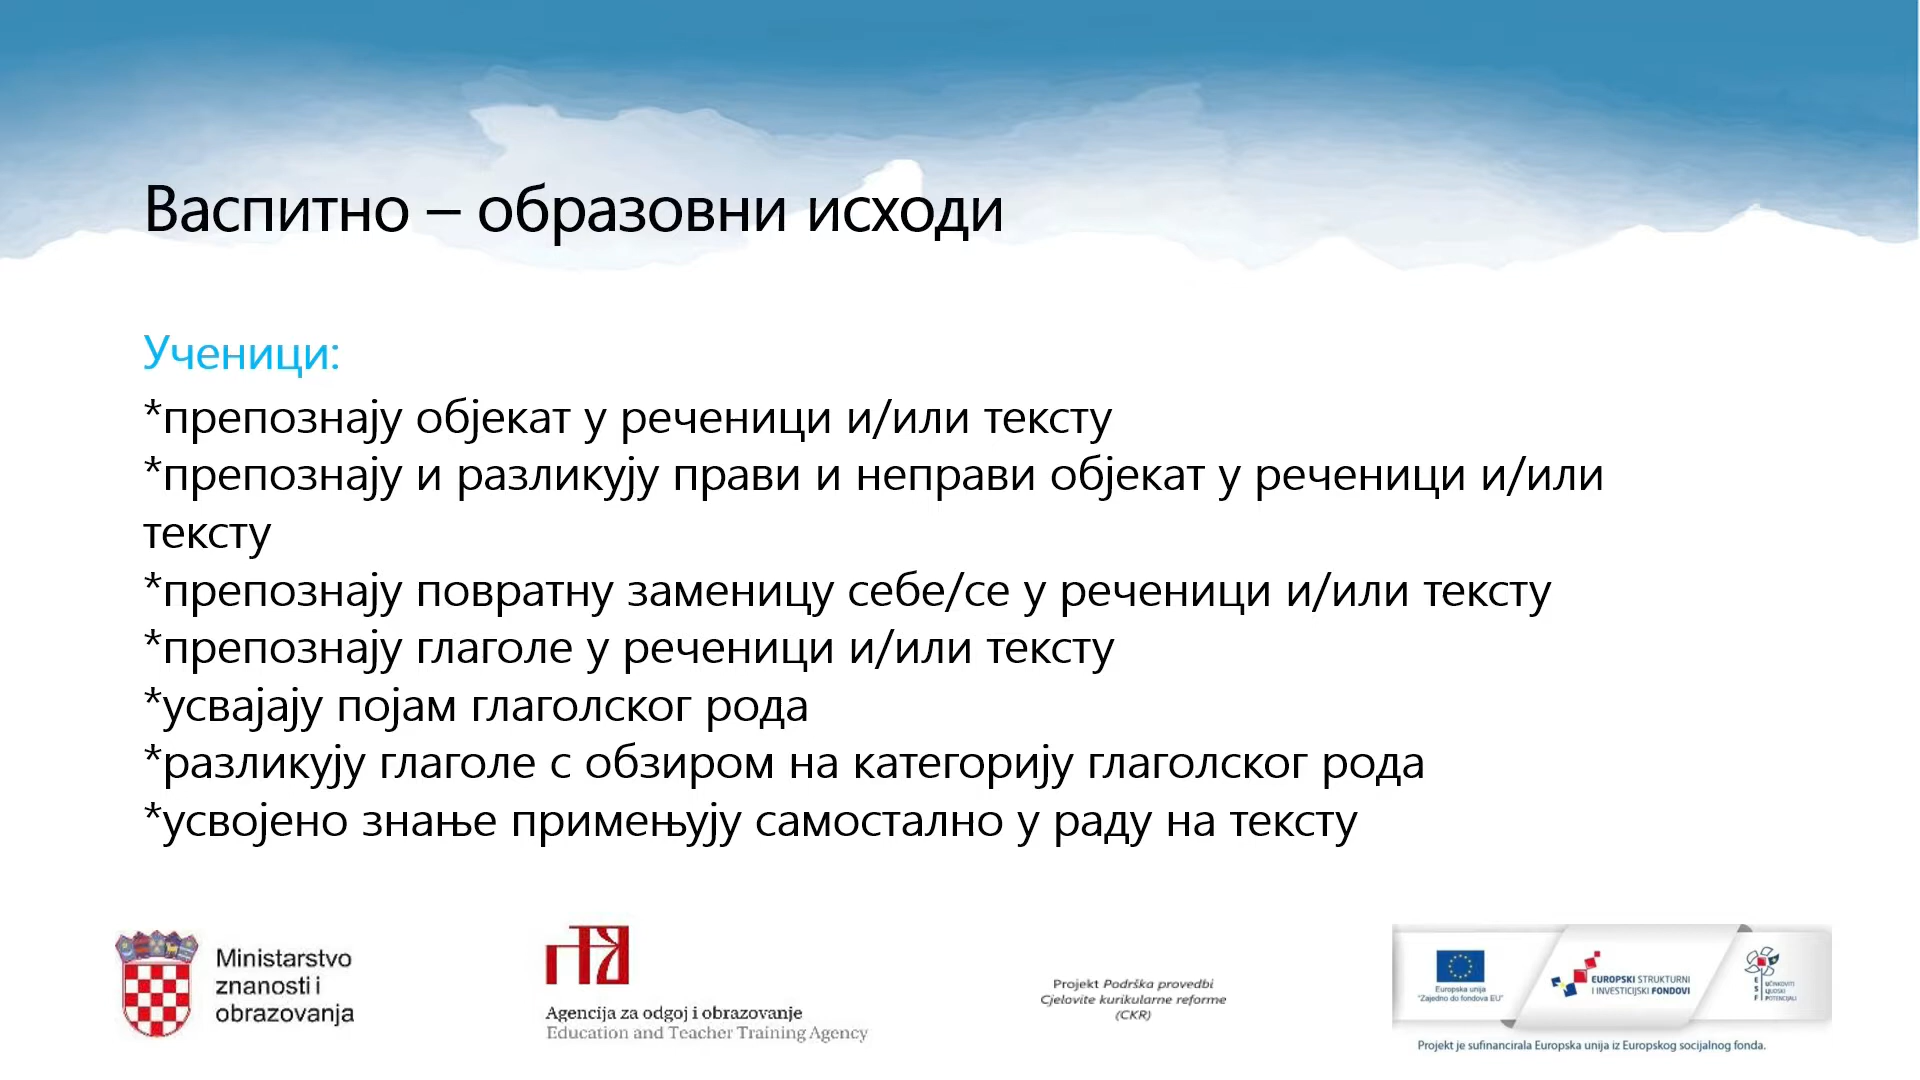 Васпитно – образовни исходи
Ученици:
*препознају објекат у реченици и/или тексту
*препознају и разликују прави и неправи објекат у реченици и/или
тексту
*препознају повратну заменицу себе/се у реченици и/или тексту
*препознају глаголе у реченици и/или тексту
*усвајају појам глаголског рода
*разликују глаголе с обзиром на категорију глаголског рода
*усвојено знање примењују самостално у раду на тексту
Ministarstvo
znanosti i
obrazovanja
Agencija za odgoj i obrazovanje
Education and Teacher Training Agency
Projekt Podrška provedbi
Cjelovite kurikularne reforme
(CKR)
Europska unija
"Zajedno do fondova EU"
EUROPSKI STRUKTURNI
I INVESTICIJSKI FONDOVI
ESF
UČINKOVITI
LJUDSKI
POTENCIJALI
Projekt je sufinancirala Europska unija iz Europskog socijalnog fonda.